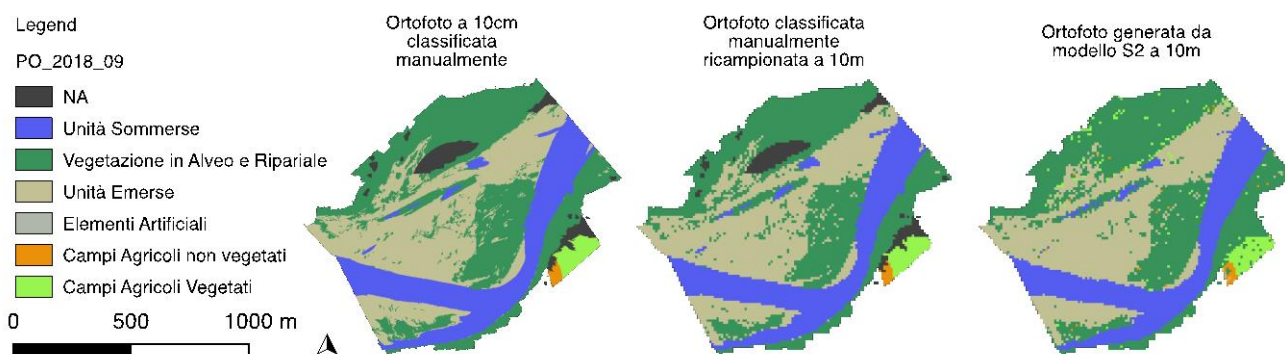 Legend
PO_2018_09
NA
Unità Sommerse
Vegetazione in Alveo e Ripariale
Unità Emerse
Elementi Artificiali
Campi Agricoli non vegetati
Campi Agricoli Vegetati
0 500 1000 m
Ortofoto a 10cm
classificata
manualmente
Ortofoto classificata
manualmente
ricampionata a 10m
Ortofoto generata da
modello S2 a 10m